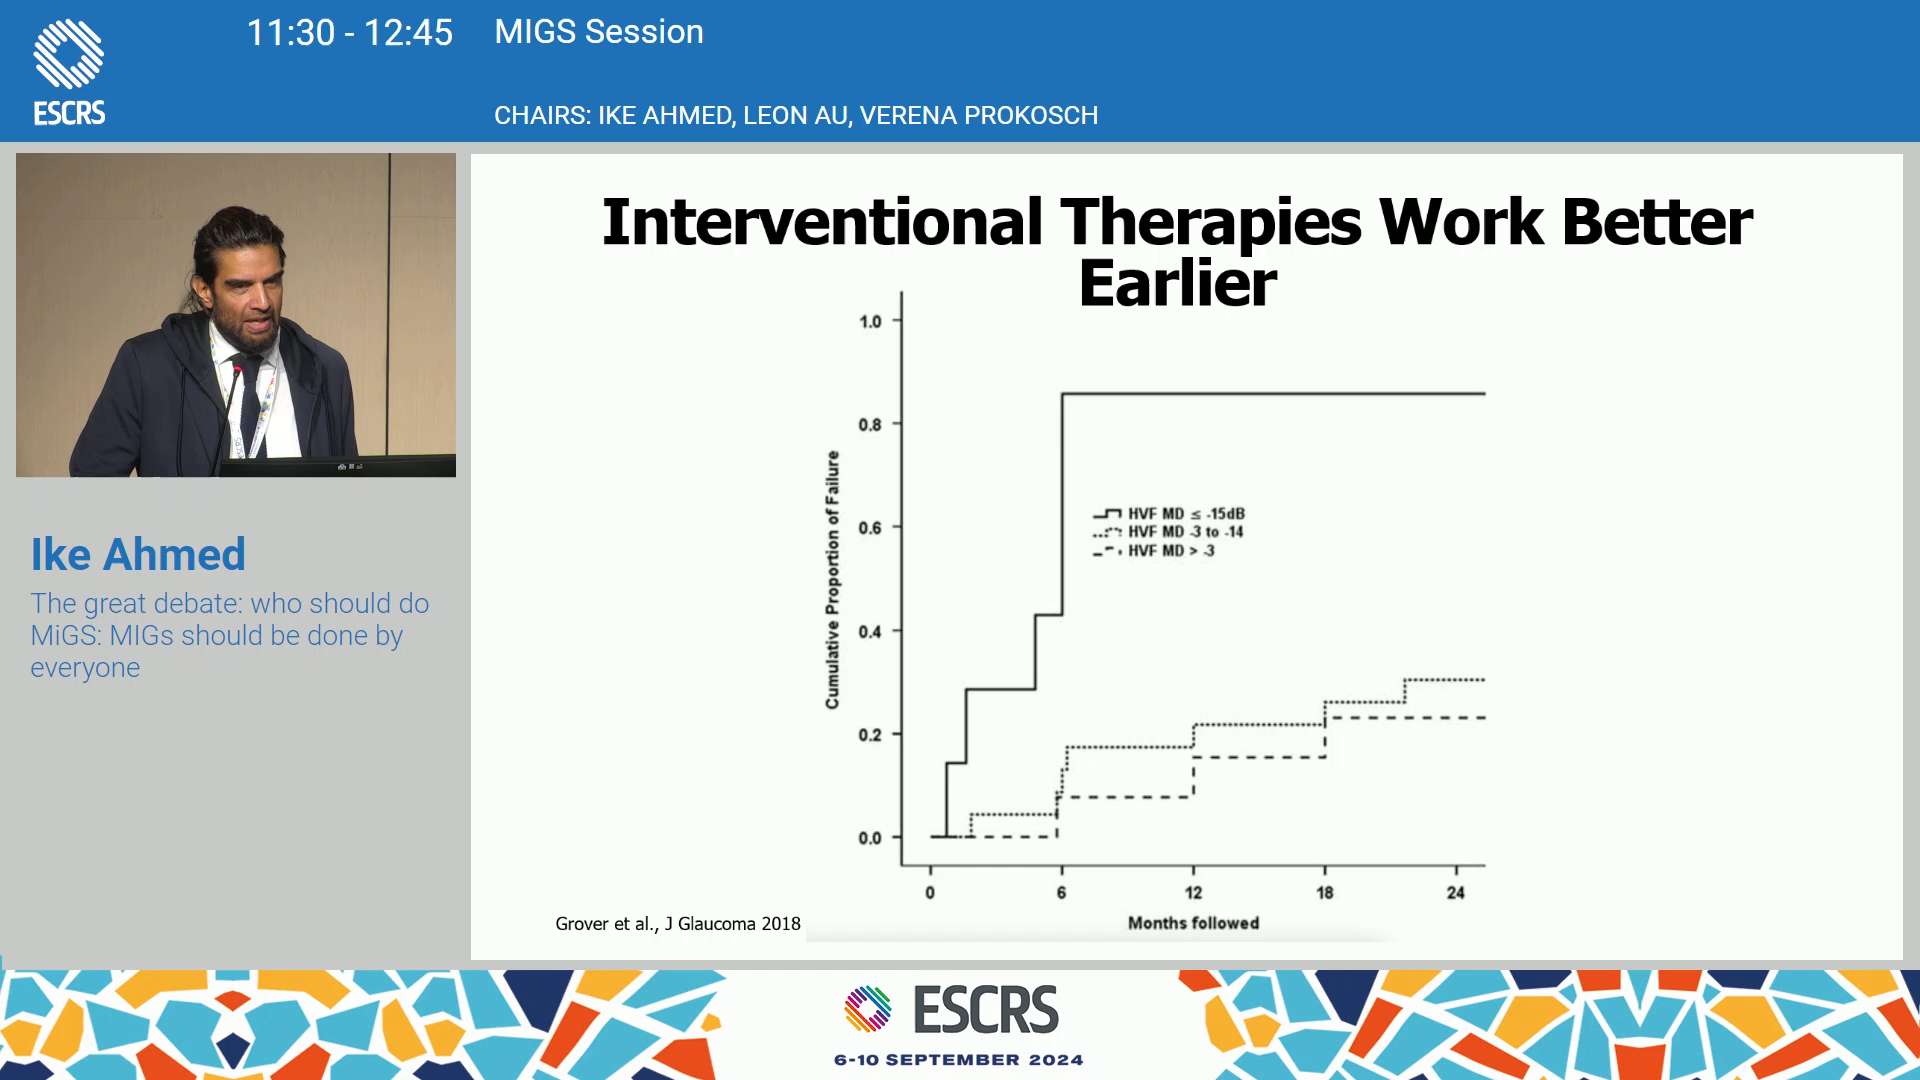 ESCRS
11:30 - 12:45
MIGS Session
CHAIRS: IKE AHMED, LEON AU, VERENA PROKOSCH
Ike Ahmed
The great debate: who should do
MiGS: MIGs should be done by
everyone
Interventional Therapies Work Better
Earlier
Cumulative Proportion of Failure
1.0
0.8
0.6
0.4
0.2
0.0
HVF MD ≤ -15dB
HVF MD -3 to -14
HVF MD > -3
0 6 12 18 24
Months followed
Grover et al., J Glaucoma 2018
ESCRS
6-10 SEPTEMBER 2024